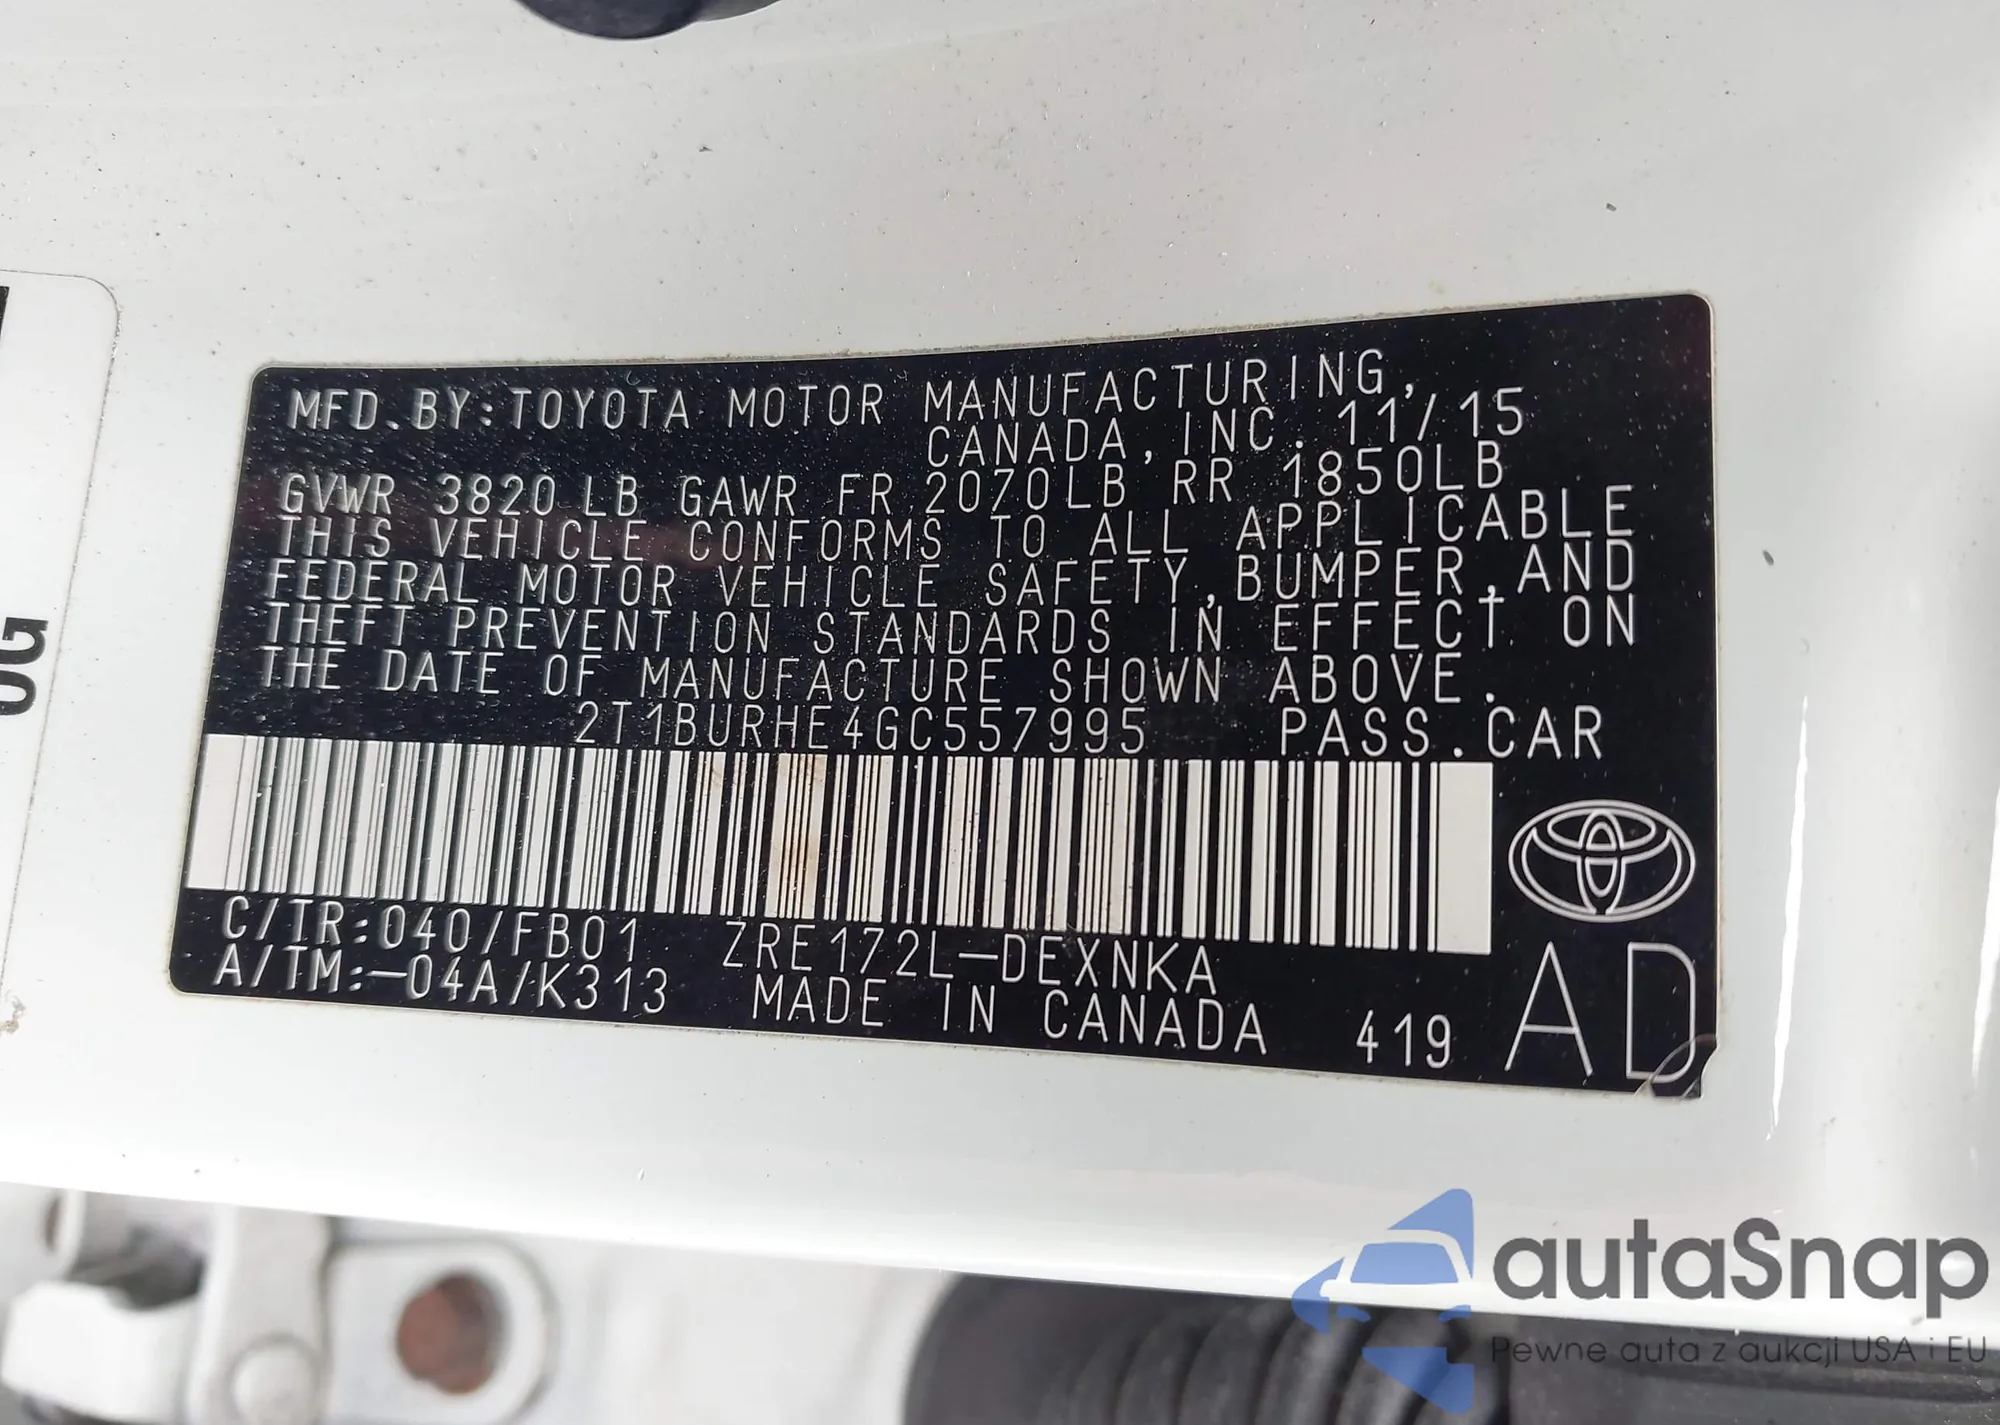 MFD.BY:TOYOTA MOTOR MANUFACTURING,
CANADA,INC. 11/15
GVWR 3820 LB GAWR FR 2070LB RR 1850LB
THIS VEHICLE CONFORMS TO ALL APPLICABLE
FEDERAL MOTOR VEHICLE SAFETY,BUMPER,AND
THEFT PREVENTION STANDARDS IN EFFECT ON
THE DATE OF MANUFACTURE SHOWN ABOVE.
2T1BURHE4GC557995 PASS.CAR
C/TR:040/FB01 ZRE172L-DEXNKA
A/TM:-04A/K313 MADE IN CANADA 419
AD
OG
autaSnap
Pewne auta z aukcji USA i EU